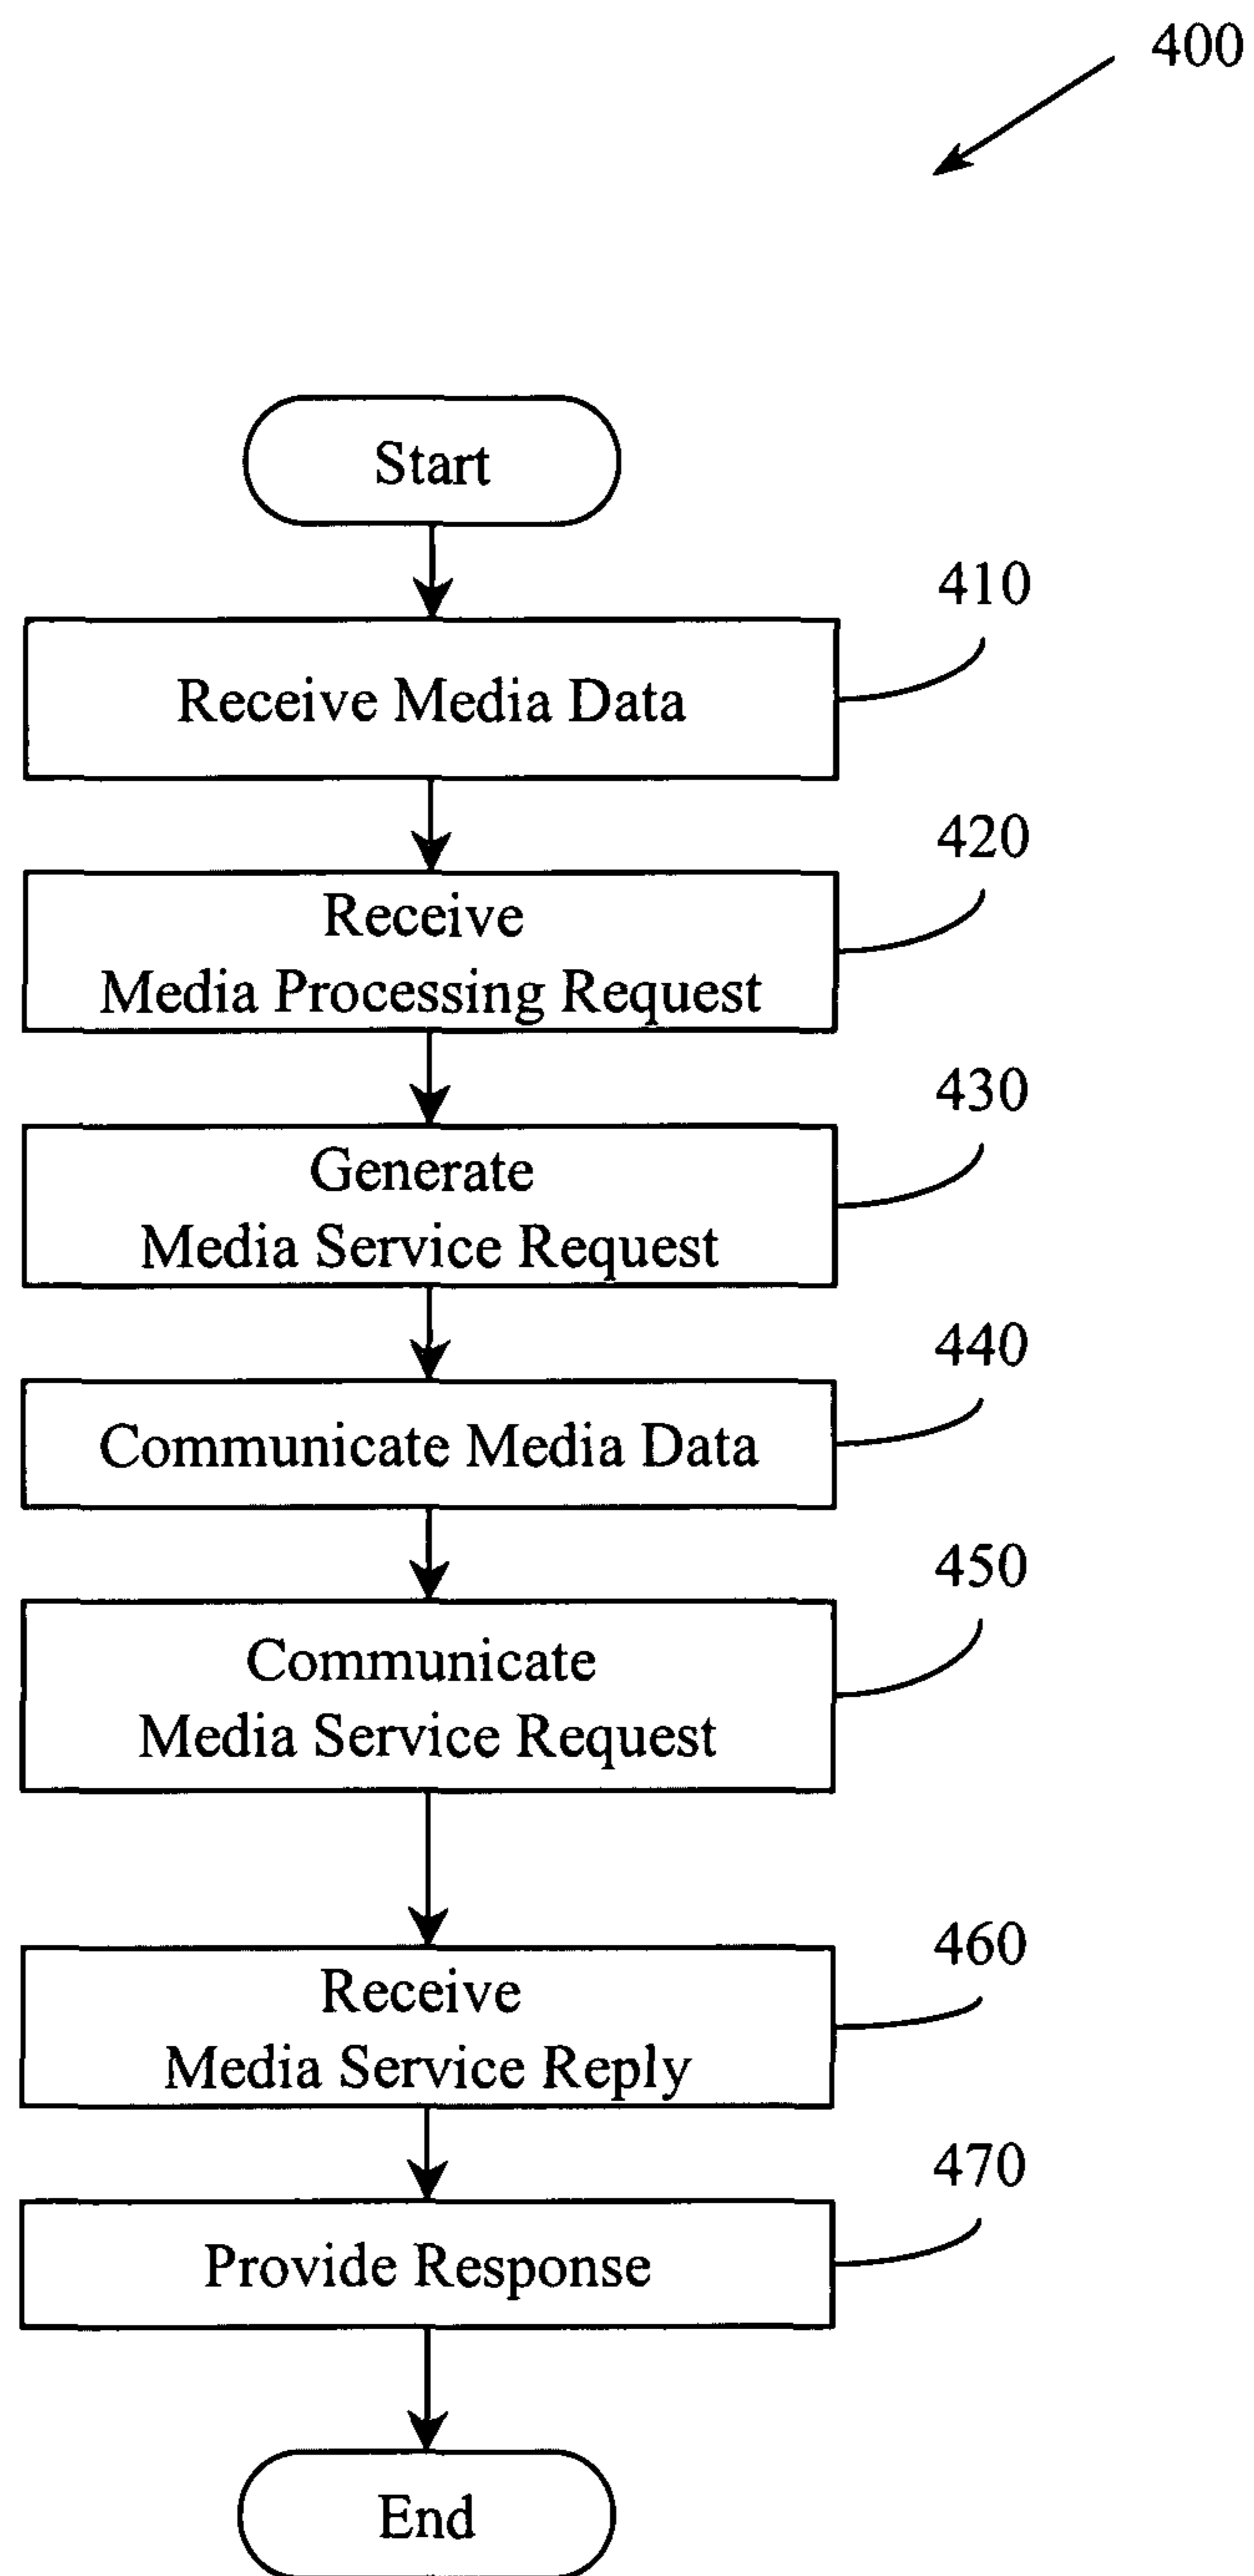 400
Start
410
Receive Media Data
420
Receive
Media Processing Request
430
Generate
Media Service Request
440
Communicate Media Data
450
Communicate
Media Service Request
460
Receive
Media Service Reply
470
Provide Response
End